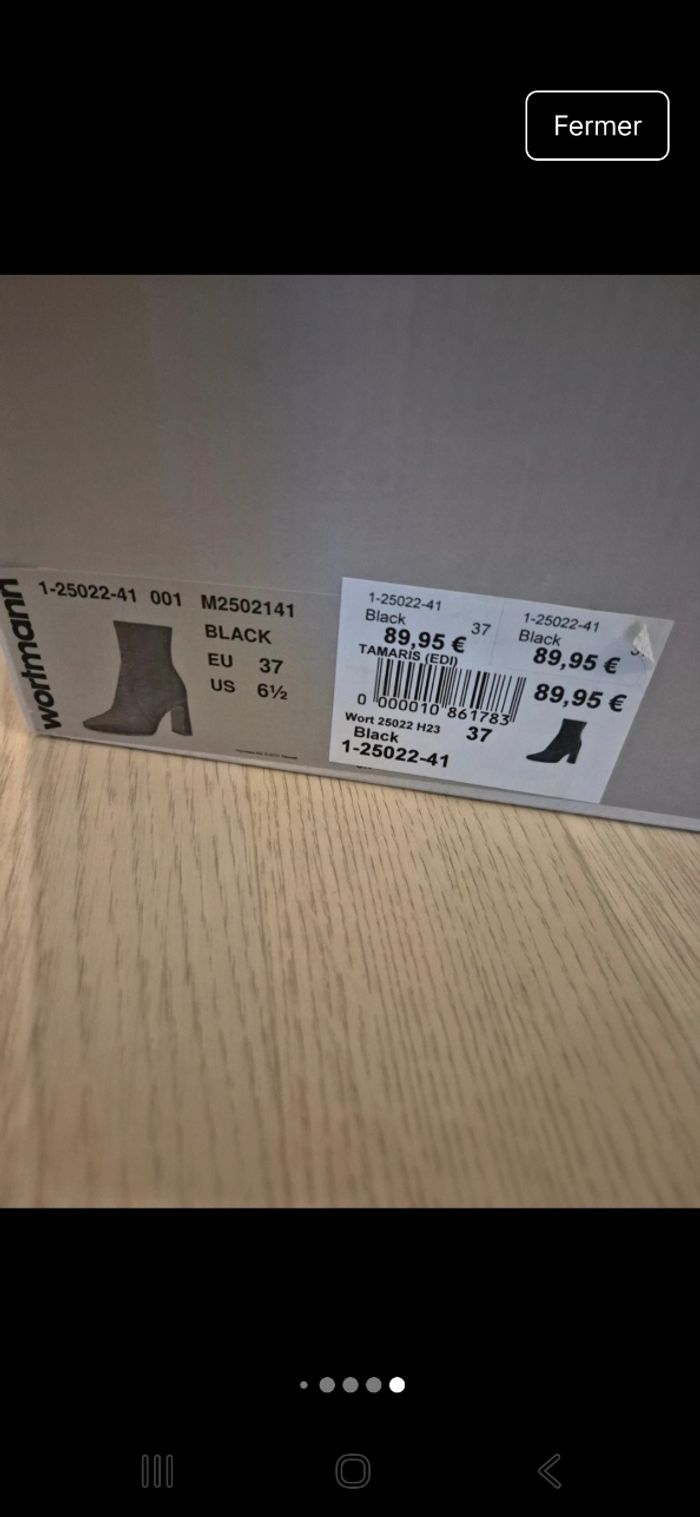 Fermer
wortmann
1-25022-41 001 M2502141
BLACK
EU 37
US 6½
1-25022-41
Black
37
89,95 €
TAMARIS (EDI)
0 000010 861783
Wort 25022 H23
37
Black
1-25022-41
1-25022-41
Black
89,95 €
89,95 €